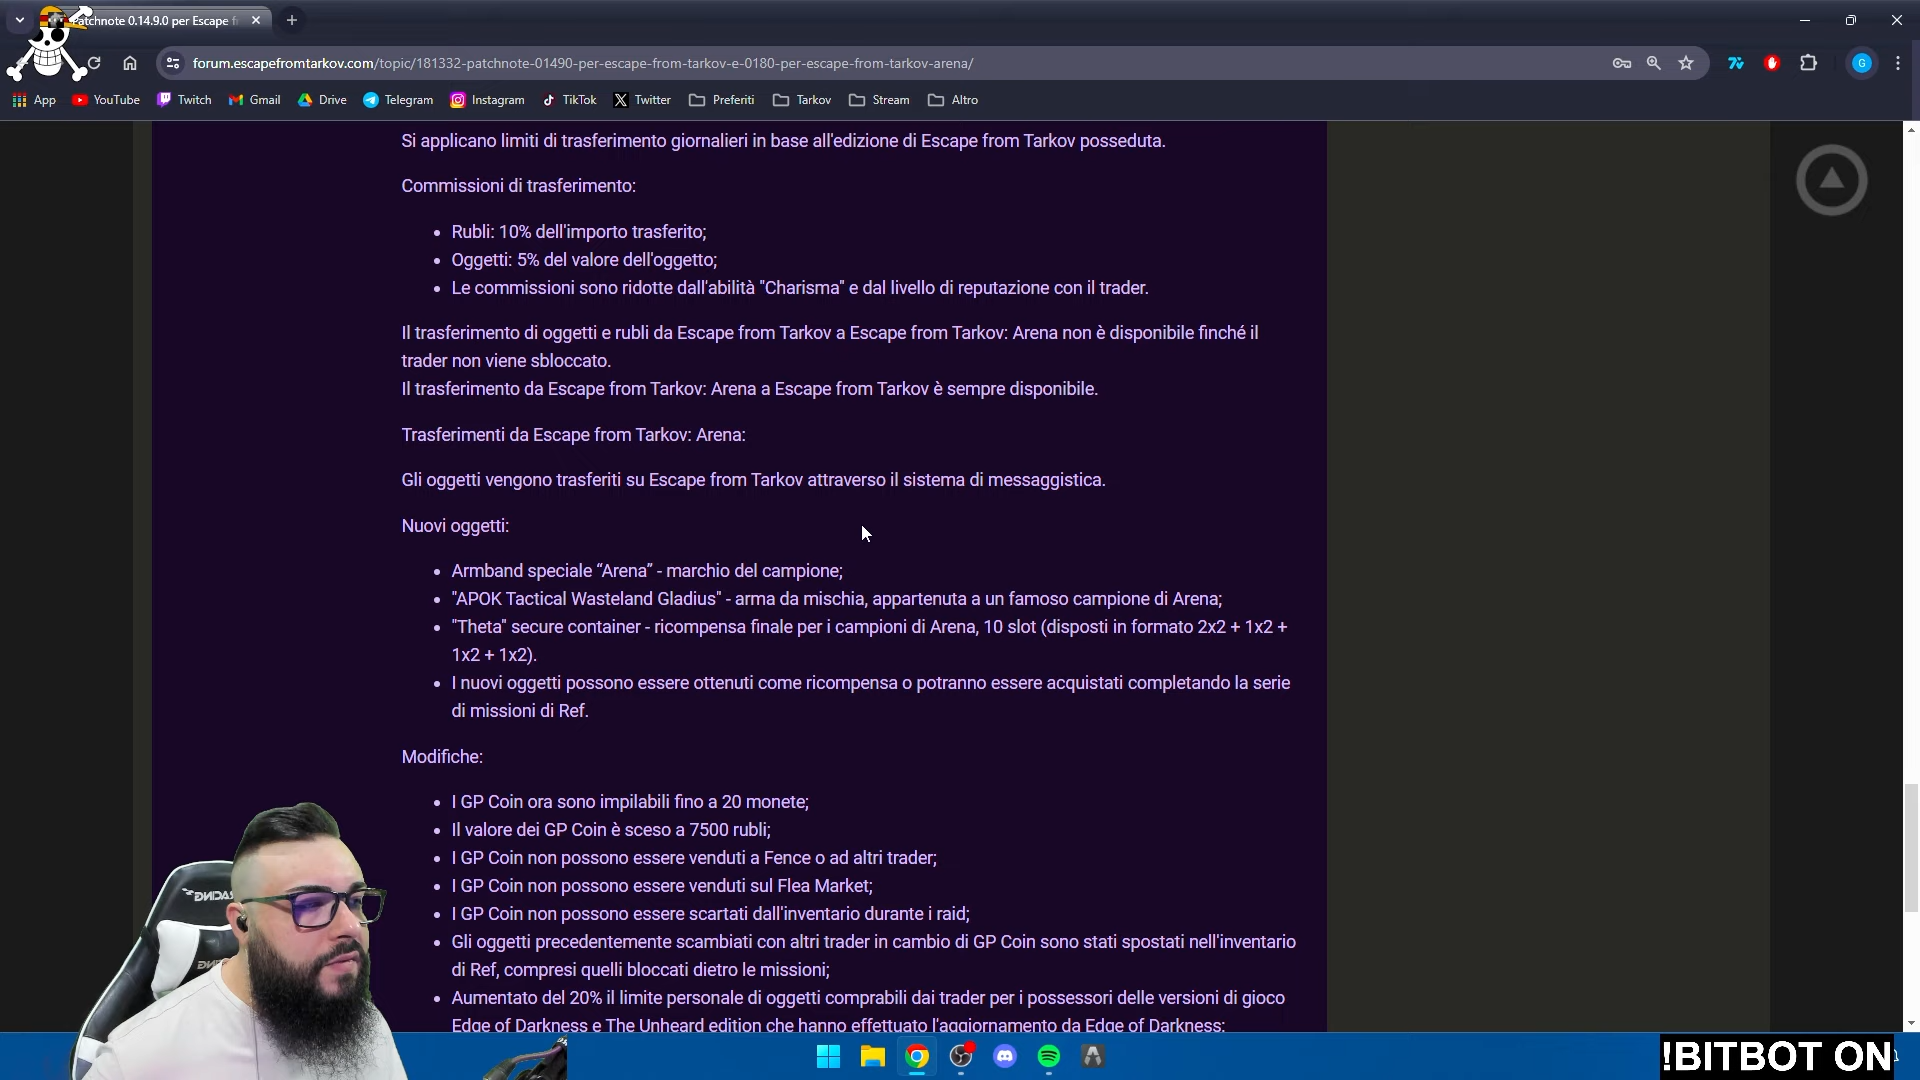 Patchnote 0.14.9.0 per Escape f
forum.escapefromtarkov.com/topic/181332-patchnote-01490-per-escape-from-tarkov-e-0180-per-escape-from-tarkov-arena/
G
App YouTube Twitch Gmail Drive Telegram Instagram TikTok Twitter Preferiti Tarkov Stream Altro
Si applicano limiti di trasferimento giornalieri in base all'edizione di Escape from Tarkov posseduta.
Commissioni di trasferimento:
Rubli: 10% dell'importo trasferito;
Oggetti: 5% del valore dell'oggetto;
Le commissioni sono ridotte dall'abilità "Charisma" e dal livello di reputazione con il trader.
Il trasferimento di oggetti e rubli da Escape from Tarkov a Escape from Tarkov: Arena non è disponibile finché il
trader non viene sbloccato.
Il trasferimento da Escape from Tarkov: Arena a Escape from Tarkov è sempre disponibile.
Trasferimenti da Escape from Tarkov: Arena:
Gli oggetti vengono trasferiti su Escape from Tarkov attraverso il sistema di messaggistica.
Nuovi oggetti:
Armband speciale “Arena” - marchio del campione;
"APOK Tactical Wasteland Gladius" - arma da mischia, appartenuta a un famoso campione di Arena;
"Theta" secure container - ricompensa finale per i campioni di Arena, 10 slot (disposti in formato 2x2 + 1x2 +
1x2 + 1x2).
I nuovi oggetti possono essere ottenuti come ricompensa o potranno essere acquistati completando la serie
di missioni di Ref.
Modifiche:
I GP Coin ora sono impilabili fino a 20 monete;
Il valore dei GP Coin è sceso a 7500 rubli;
I GP Coin non possono essere venduti a Fence o ad altri trader;
I GP Coin non possono essere venduti sul Flea Market;
I GP Coin non possono essere scartati dall'inventario durante i raid;
Gli oggetti precedentemente scambiati con altri trader in cambio di GP Coin sono stati spostati nell'inventario
di Ref, compresi quelli bloccati dietro le missioni;
Aumentato del 20% il limite personale di oggetti comprabili dai trader per i possessori delle versioni di gioco
Edge of Darkness e The Unheard edition che hanno effettuato l'aggiornamento da Edge of Darkness;
!BITBOT ON